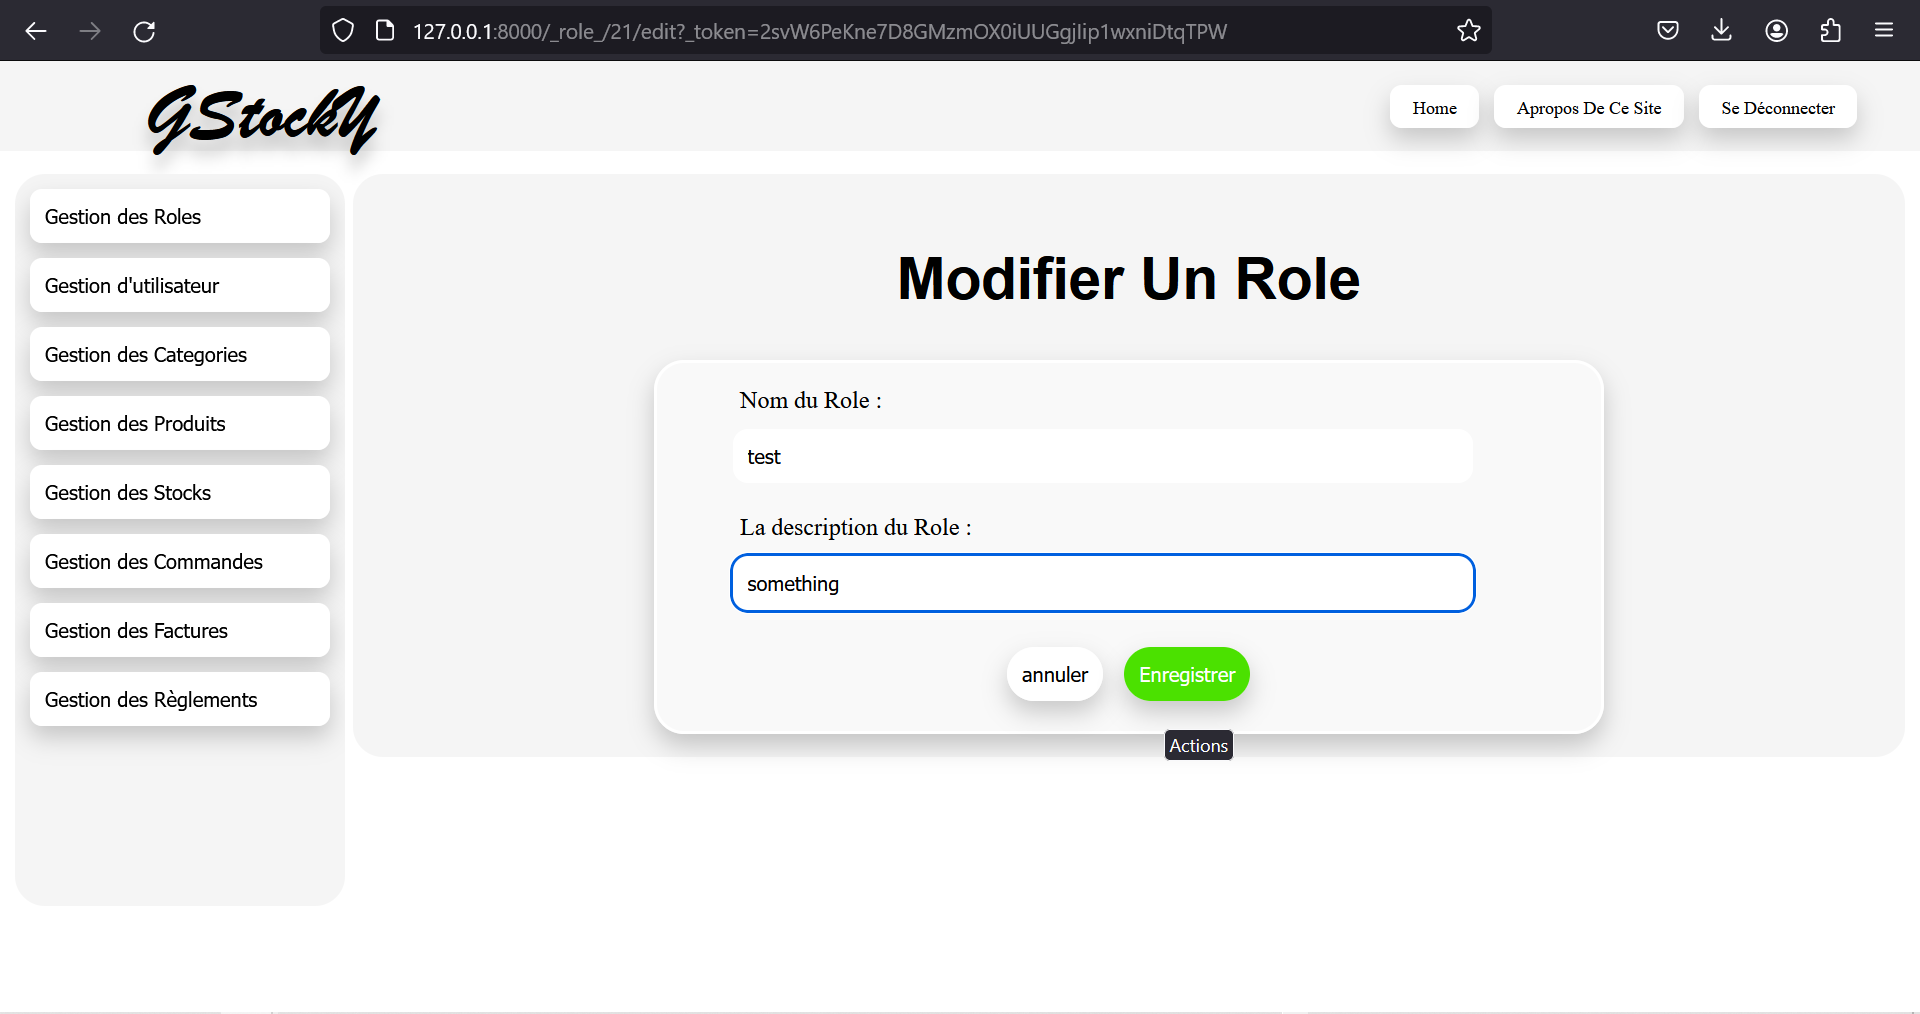 127.0.0.1:8000/_role_/21/edit?_token=2svW6PeKne7D8GMzmOX0iUUGgjlip1wxniDtqTPW
GStockY
Home
Apropos De Ce Site
Se Déconnecter
Gestion des Roles
Gestion d'utilisateur
Gestion des Categories
Gestion des Produits
Gestion des Stocks
Gestion des Commandes
Gestion des Factures
Gestion des Règlements
Modifier Un Role
Nom du Role :
test
La description du Role :
something
annuler
Enregistrer
Actions